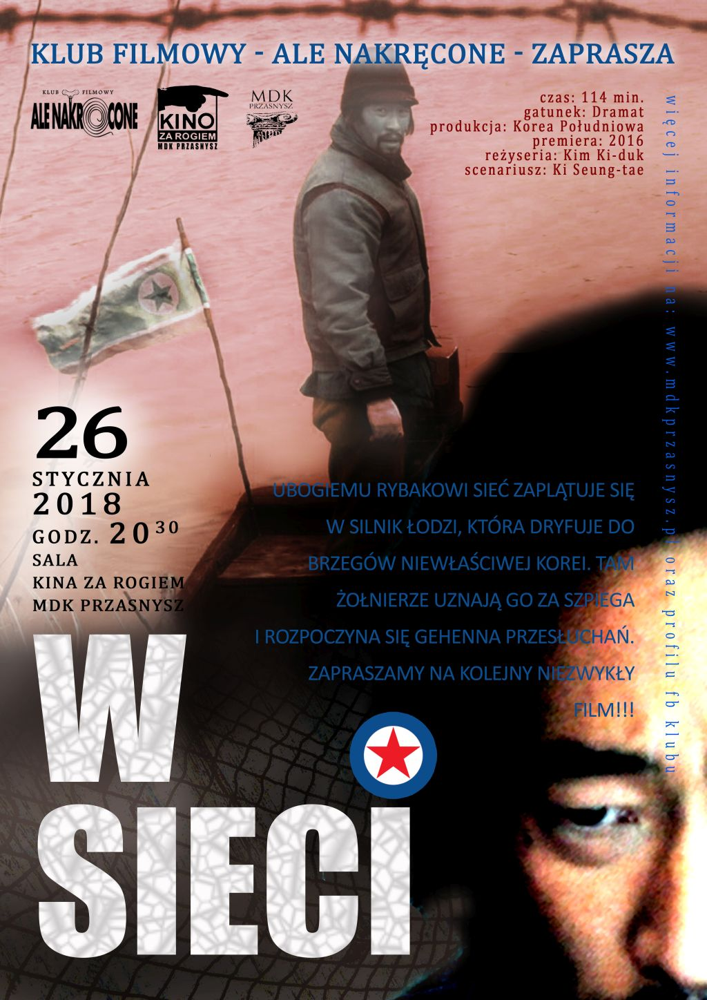 KLUB FILMOWY - ALE NAKRĘCONE - ZAPRASZA
KLUB FILMOWY
ALE NAKRĘCONE
KINO
ZA ROGIEM
MDK PRZASNYSZ
MDK
PRZASNYSZ
czas: 114 min.
gatunek: Dramat
produkcja: Korea Południowa
premiera: 2016
reżyseria: Kim Ki-duk
scenariusz: Ki Seung-tae
więcej informacji na: www.mdkprzasnysz.pl oraz profilu fb klubu
26
STYCZNIA
2018
GODZ. 20 30
SALA
KINA ZA ROGIEM
MDK PRZASNYSZ
UBOGIEMU RYBAKOWI SIEĆ ZAPLĄTUJE SIĘ
W SILNIK ŁODZI, KTÓRA DRYFUJE DO
BRZEGÓW NIEWŁAŚCIWEJ KOREI. TAM
ŻOŁNIERZE UZNAJĄ GO ZA SZPIEGA
I ROZPOCZYNA SIĘ GEHENNA PRZESŁUCHAŃ.
ZAPRASZAMY NA KOLEJNY NIEZWYKŁY
FILM!!!
W
SIECI